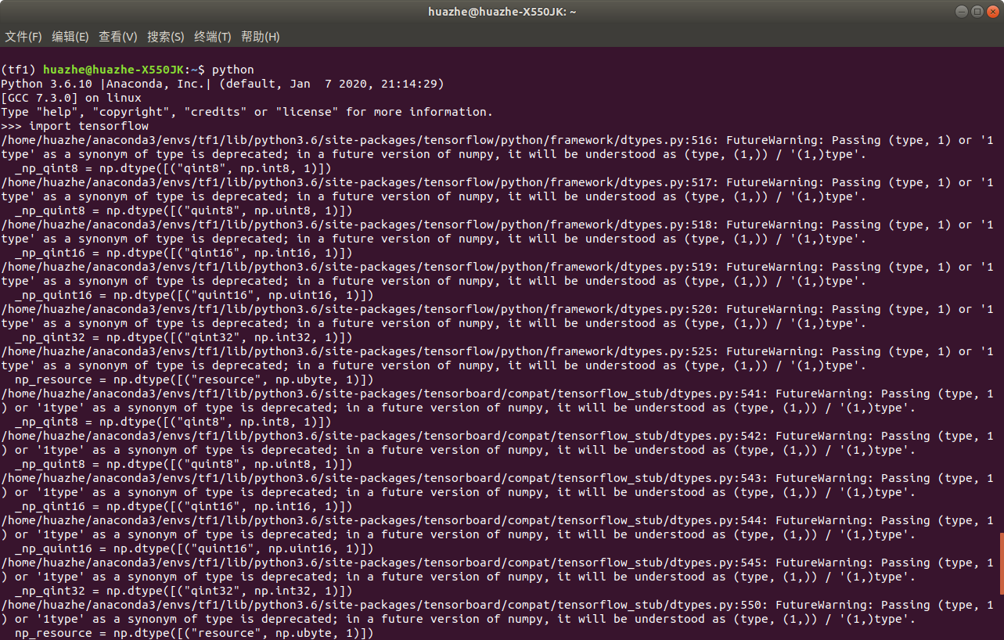 huazhe@huazhe-X550JK: ~
文件(F) 编辑(E) 查看(V) 搜索(S) 终端(T) 帮助(H)
(tf1) huazhe@huazhe-X550JK:~$ python
Python 3.6.10 |Anaconda, Inc.| (default, Jan  7 2020, 21:14:29)
[GCC 7.3.0] on linux
Type "help", "copyright", "credits" or "license" for more information.
>>> import tensorflow
/home/huazhe/anaconda3/envs/tf1/lib/python3.6/site-packages/tensorflow/python/framework/dtypes.py:516: FutureWarning: Passing (type, 1) or '1
type' as a synonym of type is deprecated; in a future version of numpy, it will be understood as (type, (1,)) / '(1,)type'.
  _np_qint8 = np.dtype([("qint8", np.int8, 1)])
/home/huazhe/anaconda3/envs/tf1/lib/python3.6/site-packages/tensorflow/python/framework/dtypes.py:517: FutureWarning: Passing (type, 1) or '1
type' as a synonym of type is deprecated; in a future version of numpy, it will be understood as (type, (1,)) / '(1,)type'.
  _np_quint8 = np.dtype([("quint8", np.uint8, 1)])
/home/huazhe/anaconda3/envs/tf1/lib/python3.6/site-packages/tensorflow/python/framework/dtypes.py:518: FutureWarning: Passing (type, 1) or '1
type' as a synonym of type is deprecated; in a future version of numpy, it will be understood as (type, (1,)) / '(1,)type'.
  _np_qint16 = np.dtype([("qint16", np.int16, 1)])
/home/huazhe/anaconda3/envs/tf1/lib/python3.6/site-packages/tensorflow/python/framework/dtypes.py:519: FutureWarning: Passing (type, 1) or '1
type' as a synonym of type is deprecated; in a future version of numpy, it will be understood as (type, (1,)) / '(1,)type'.
  _np_quint16 = np.dtype([("quint16", np.uint16, 1)])
/home/huazhe/anaconda3/envs/tf1/lib/python3.6/site-packages/tensorflow/python/framework/dtypes.py:520: FutureWarning: Passing (type, 1) or '1
type' as a synonym of type is deprecated; in a future version of numpy, it will be understood as (type, (1,)) / '(1,)type'.
  _np_qint32 = np.dtype([("qint32", np.int32, 1)])
/home/huazhe/anaconda3/envs/tf1/lib/python3.6/site-packages/tensorflow/python/framework/dtypes.py:525: FutureWarning: Passing (type, 1) or '1
type' as a synonym of type is deprecated; in a future version of numpy, it will be understood as (type, (1,)) / '(1,)type'.
  np_resource = np.dtype([("resource", np.ubyte, 1)])
/home/huazhe/anaconda3/envs/tf1/lib/python3.6/site-packages/tensorboard/compat/tensorflow_stub/dtypes.py:541: FutureWarning: Passing (type, 1
) or '1type' as a synonym of type is deprecated; in a future version of numpy, it will be understood as (type, (1,)) / '(1,)type'.
  _np_qint8 = np.dtype([("qint8", np.int8, 1)])
/home/huazhe/anaconda3/envs/tf1/lib/python3.6/site-packages/tensorboard/compat/tensorflow_stub/dtypes.py:542: FutureWarning: Passing (type, 1
) or '1type' as a synonym of type is deprecated; in a future version of numpy, it will be understood as (type, (1,)) / '(1,)type'.
  _np_quint8 = np.dtype([("quint8", np.uint8, 1)])
/home/huazhe/anaconda3/envs/tf1/lib/python3.6/site-packages/tensorboard/compat/tensorflow_stub/dtypes.py:543: FutureWarning: Passing (type, 1
) or '1type' as a synonym of type is deprecated; in a future version of numpy, it will be understood as (type, (1,)) / '(1,)type'.
  _np_qint16 = np.dtype([("qint16", np.int16, 1)])
/home/huazhe/anaconda3/envs/tf1/lib/python3.6/site-packages/tensorboard/compat/tensorflow_stub/dtypes.py:544: FutureWarning: Passing (type, 1
) or '1type' as a synonym of type is deprecated; in a future version of numpy, it will be understood as (type, (1,)) / '(1,)type'.
  _np_quint16 = np.dtype([("quint16", np.uint16, 1)])
/home/huazhe/anaconda3/envs/tf1/lib/python3.6/site-packages/tensorboard/compat/tensorflow_stub/dtypes.py:545: FutureWarning: Passing (type, 1
) or '1type' as a synonym of type is deprecated; in a future version of numpy, it will be understood as (type, (1,)) / '(1,)type'.
  _np_qint32 = np.dtype([("qint32", np.int32, 1)])
/home/huazhe/anaconda3/envs/tf1/lib/python3.6/site-packages/tensorboard/compat/tensorflow_stub/dtypes.py:550: FutureWarning: Passing (type, 1
) or '1type' as a synonym of type is deprecated; in a future version of numpy, it will be understood as (type, (1,)) / '(1,)type'.
  np_resource = np.dtype([("resource", np.ubyte, 1)])